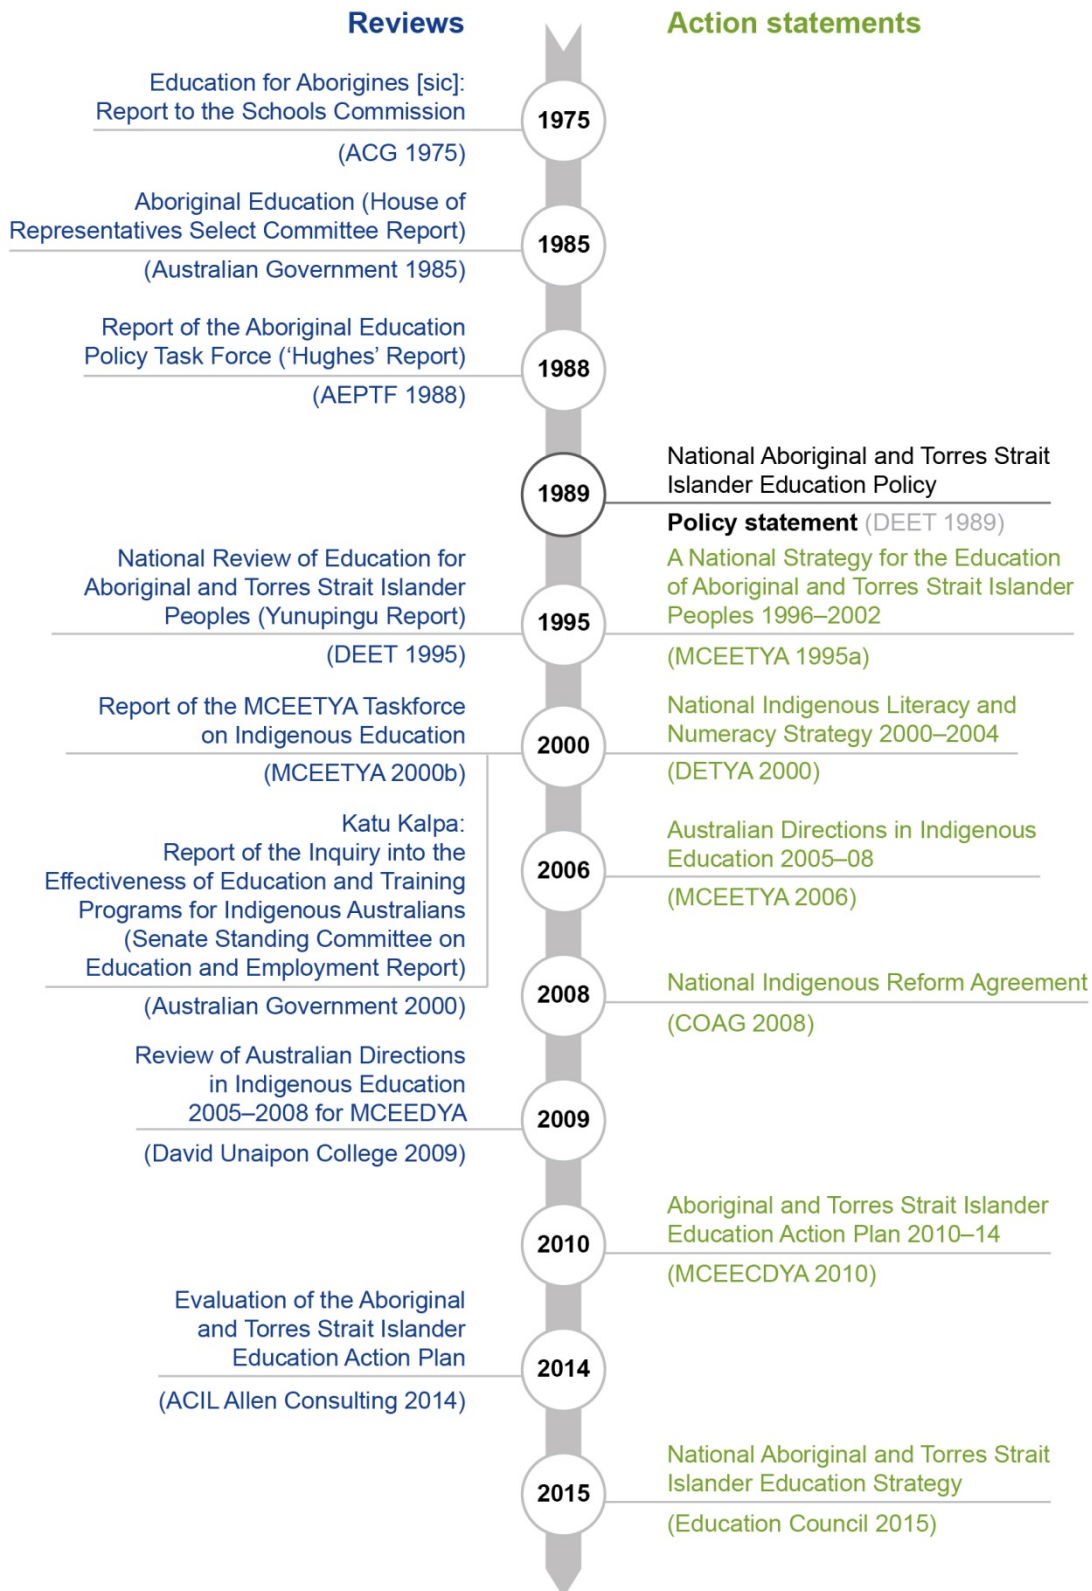 Reviews
Action statements
Education for Aborigines [sic]:
Report to the Schools Commission
(ACG 1975)
1975
Aboriginal Education (House of
Representatives Select Committee Report)
(Australian Government 1985)
1985
Report of the Aboriginal Education
Policy Task Force (‘Hughes’ Report)
(AEPTF 1988)
1988
1989
National Aboriginal and Torres Strait
Islander Education Policy
Policy statement (DEET 1989)
National Review of Education for
Aboriginal and Torres Strait Islander
Peoples (Yunupingu Report)
(DEET 1995)
1995
A National Strategy for the Education
of Aboriginal and Torres Strait Islander
Peoples 1996–2002
(MCEETYA 1995a)
Report of the MCEETYA Taskforce
on Indigenous Education
(MCEETYA 2000b)
2000
National Indigenous Literacy and
Numeracy Strategy 2000–2004
(DETYA 2000)
Katu Kalpa:
Report of the Inquiry into the
Effectiveness of Education and Training
Programs for Indigenous Australians
(Senate Standing Committee on
Education and Employment Report)
(Australian Government 2000)
2006
Australian Directions in Indigenous
Education 2005–08
(MCEETYA 2006)
2008
National Indigenous Reform Agreement
(COAG 2008)
Review of Australian Directions
in Indigenous Education
2005–2008 for MCEEDYA
(David Unaipon College 2009)
2009
2010
Aboriginal and Torres Strait Islander
Education Action Plan 2010–14
(MCEECDYA 2010)
Evaluation of the Aboriginal
and Torres Strait Islander
Education Action Plan
(ACIL Allen Consulting 2014)
2014
2015
National Aboriginal and Torres Strait
Islander Education Strategy
(Education Council 2015)